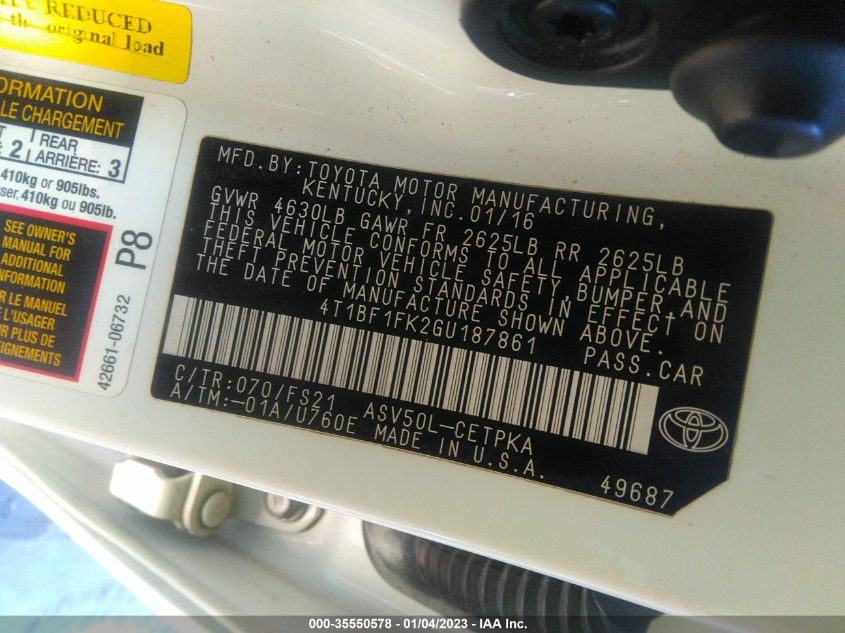 REDUCED
original load
ORMATION
LE CHARGEMENT
2
REAR
ARRIÈRE: 3
410kg or 905lbs.
ser, 410kg ou 905lb.
SEE OWNER'S
MANUAL FOR
ADDITIONAL
INFORMATION
R LE MANUEL
L'USAGER
PLUS DE
42661-06732
P8
MFD.BY:TOYOTA MOTOR MANUFACTURING,
KENTUCKY, INC. 01/16
GVWR 4630LB GAWR FR 2625LB RR 2625LB
THIS VEHICLE CONFORMS TO ALL APPLICABLE
FEDERAL MOTOR VEHICLE SAFETY,BUMPER,AND
THEFT PREVENTION STANDARDS IN EFFECT ON
THE DATE OF MANUFACTURE SHOWN ABOVE.
4T1BF1FK2GU187861 PASS.CAR
C/TR:070/FS21 ASV50L-CETPKA
A/TM:-01A/U760E MADE IN U.S.A.
49687
000-35550578 - 01/04/2023 - IAA Inc.